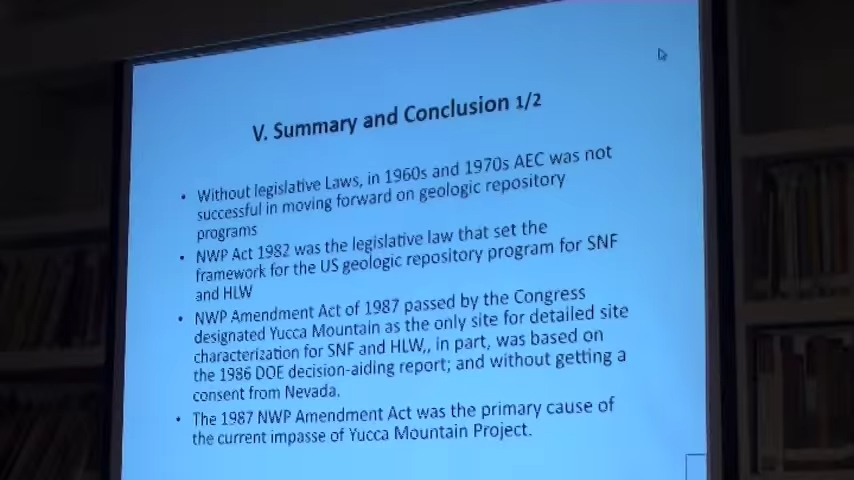 V. Summary and Conclusion 1/2
• Without legislative Laws, in 1960s and 1970s AEC was not
successful in moving forward on geologic repository
programs
• NWP Act 1982 was the legislative law that set the
framework for the US geologic repository program for SNF
and HLW
• NWP Amendment Act of 1987 passed by the Congress
designated Yucca Mountain as the only site for detailed site
characterization for SNF and HLW,, in part, was based on
the 1986 DOE decision-aiding report; and without getting a
consent from Nevada.
• The 1987 NWP Amendment Act was the primary cause of
the current impasse of Yucca Mountain Project.